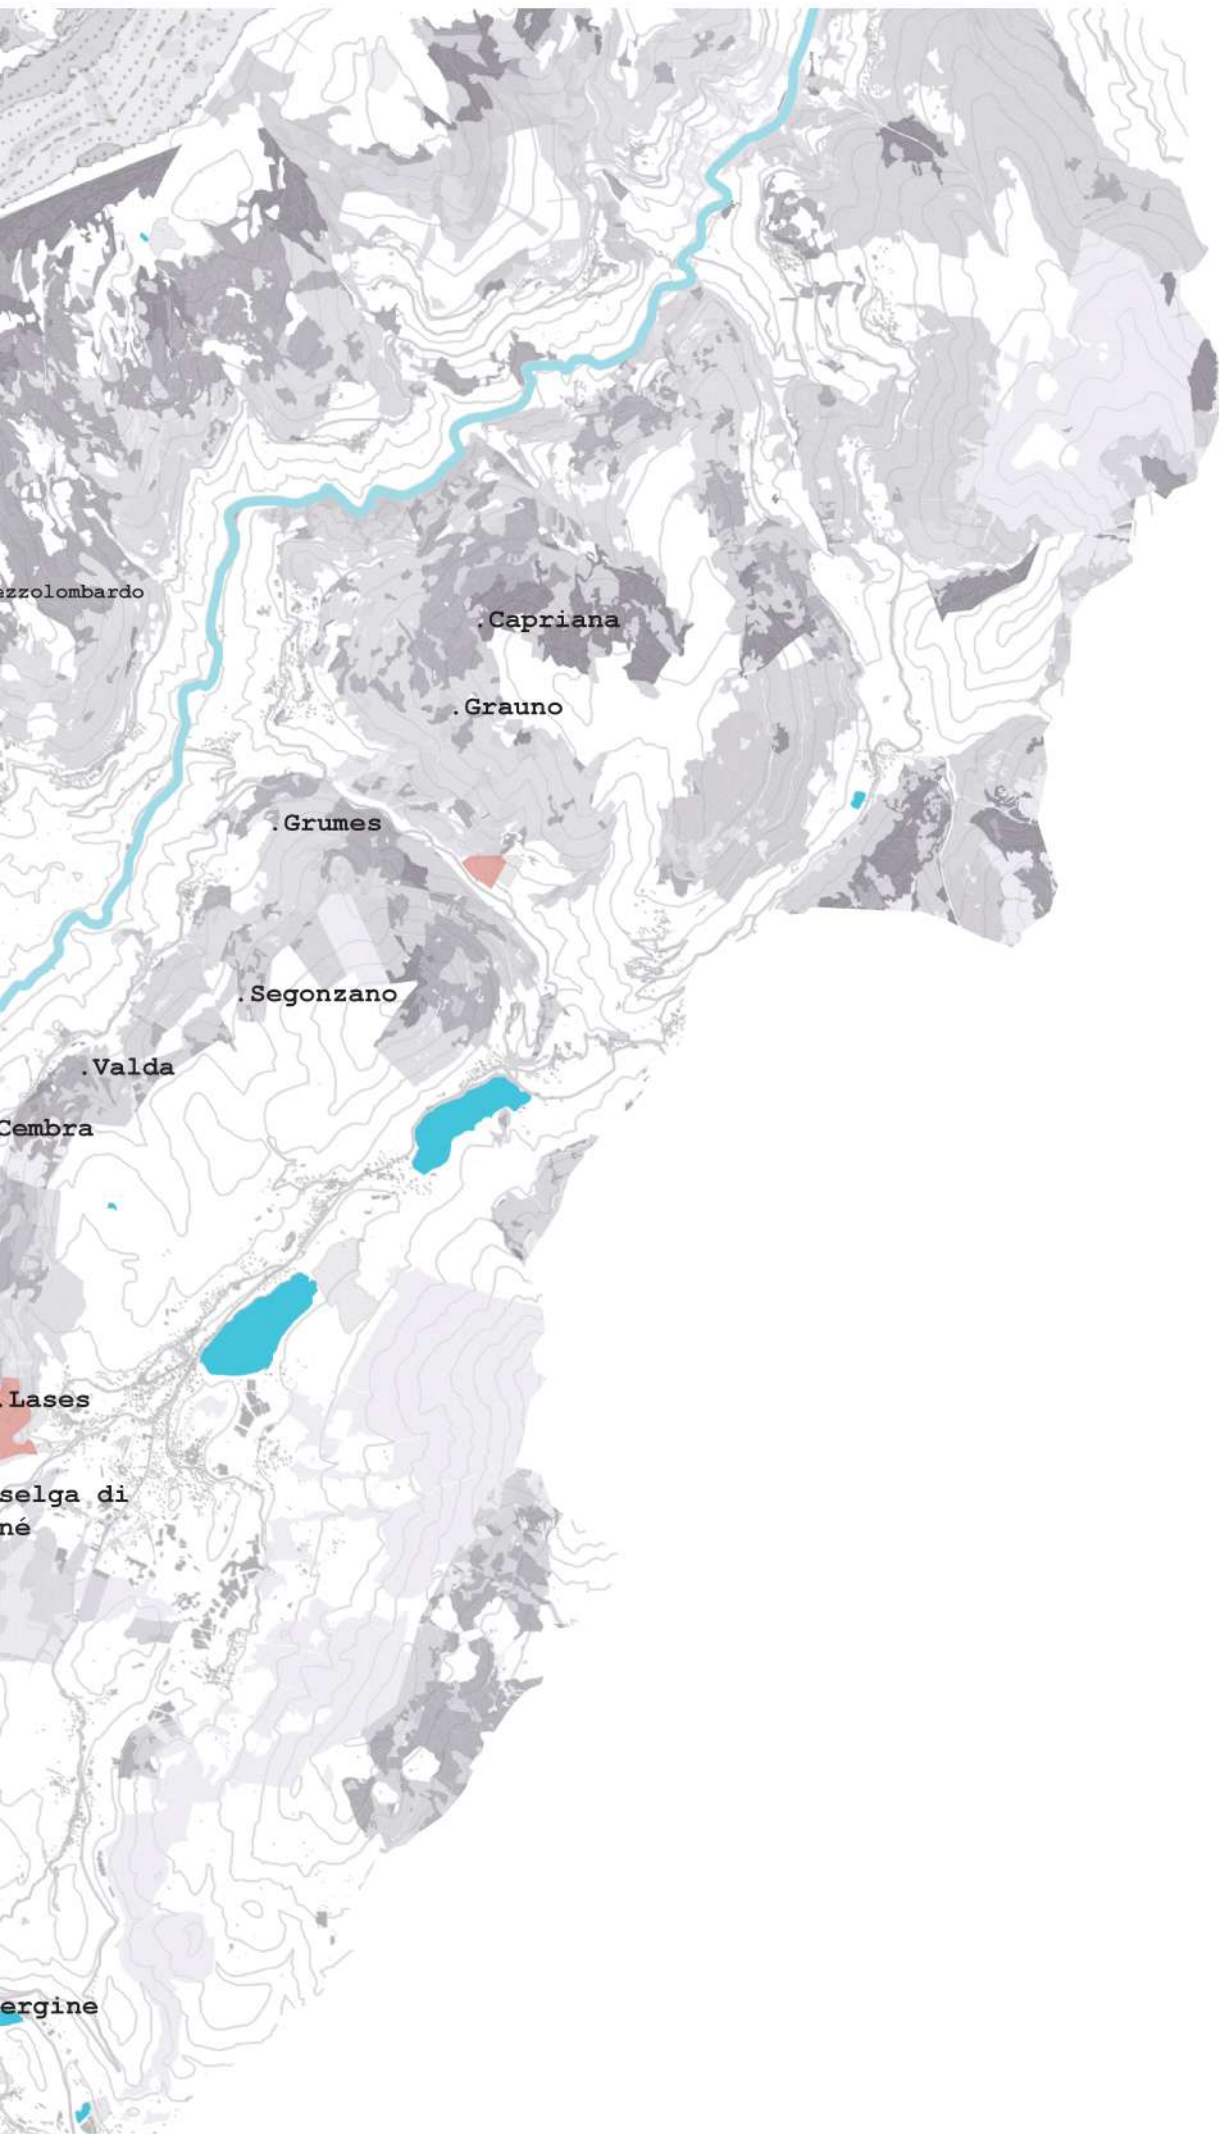 ezzolombardo
.Capriana
.Grauno
.Grumes
.Segonzano
.Valda
Cembra
.Lases
selga di
né
ergine